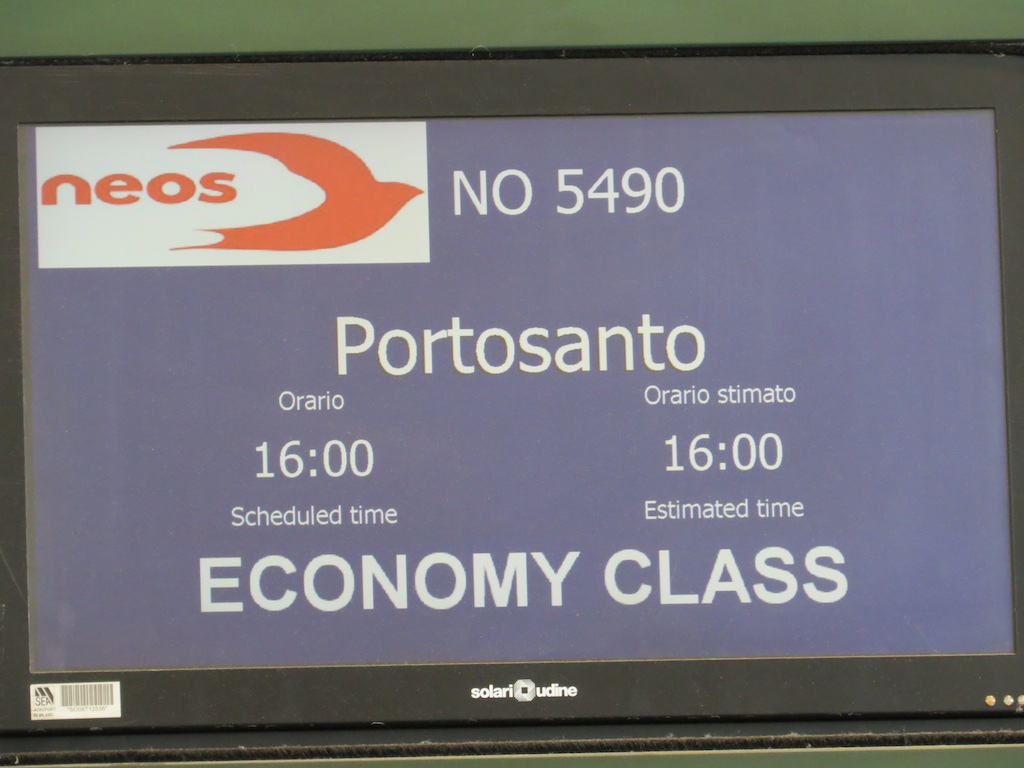 neos
NO 5490
Portosanto
Orario
Orario stimato
16:00
16:00
Scheduled time
Estimated time
ECONOMY CLASS
solari udine
SEA